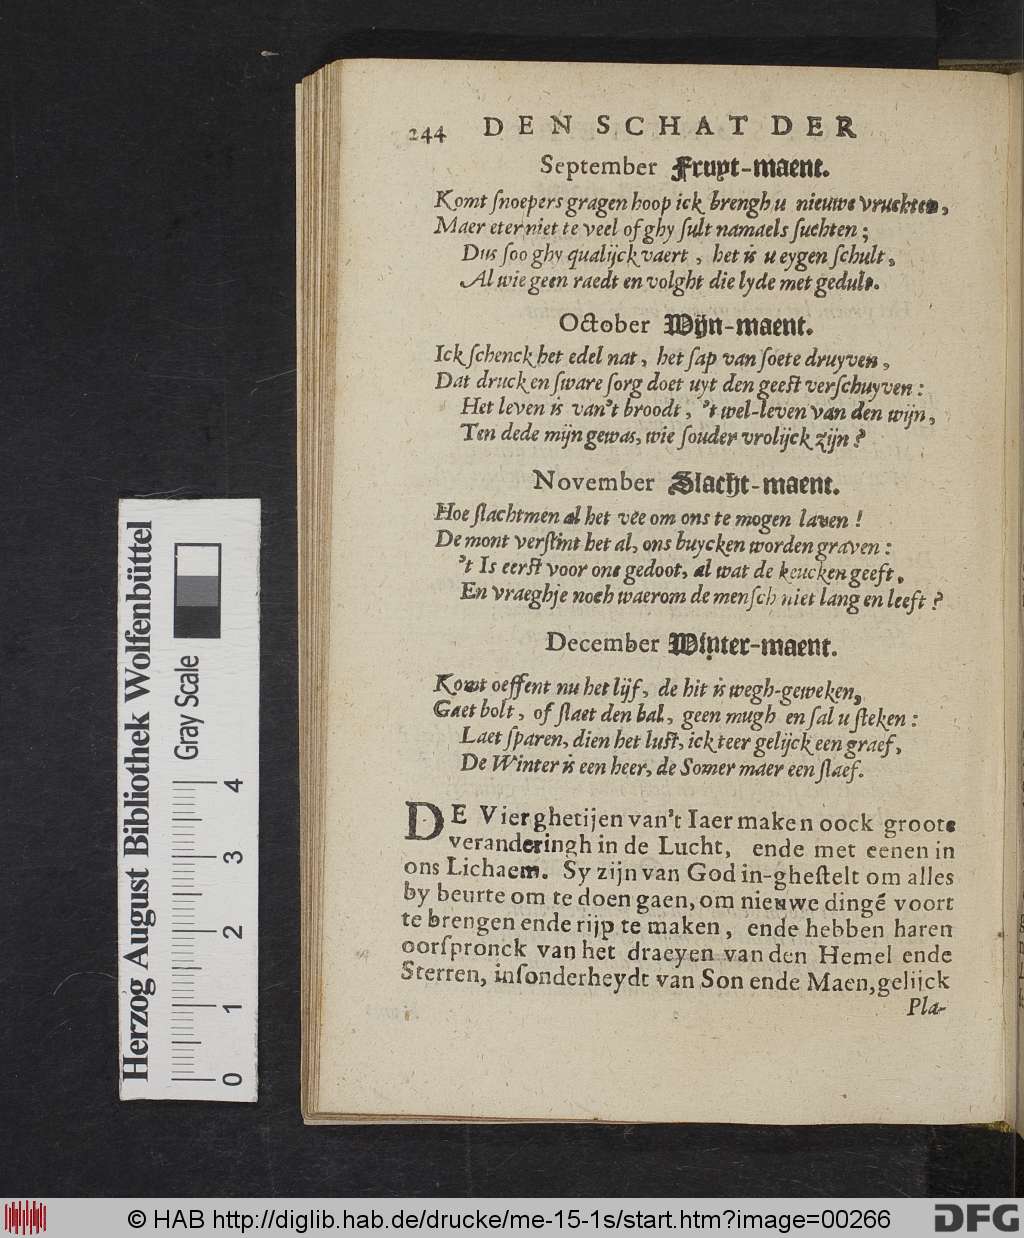 244 DEN SCHAT DER
September Fruyt-maent.
Komt ſnoepers gragen hoop ick brengh u nieuwe vruchten,
Maer eter niet te veel of ghy ſult namaels ſuchten;
Dus ſoo ghy qualijck vaert, het is u eygen ſchult,
Al wie geen raedt en volght die lyde met gedult.
October Wijn-maent.
Ick ſchenck het edel nat, het ſap van ſoete druyven,
Dat druck en ſware ſorg doet uyt den geeſt verſchuyven:
Het leven is van't broodt, 't wel-leven van den wijn,
Ten dede mijn gewas, wie ſouder vrolijck zijn?
November Slacht-maent.
Hoe ſlachtmen al het vee om ons te mogen laven!
De mont verſlint het al, ons buycken worden graven:
't Is eerſt voor ons gedoot, al wat de keucken geeft,
En vraeghje noch waerom de menſch niet lang en leeft?
December Winter-maent.
Komt oeffent nu het lijf, de hit is wegh-geweken,
Gaet bolt, of ſlaet den bal, geen mugh en ſal u ſteken:
Laet ſparen, dien het luſt, ick teer gelijck een graef,
De Winter is een heer, de Somer maer een ſlaef.
DE Vier ghetijen van't Iaer maken oock groote
veranderingh in de Lucht, ende met eenen in
ons Lichaem. Sy zijn van God in-gheſtelt om alles
by beurte om te doen gaen, om nieuwe dingē voort
te brengen ende rijp te maken, ende hebben haren
oorſpronck van het draeyen van den Hemel ende
Sterren, inſonderheydt van Son ende Maen, gelijck
Pla-
Herzog August Bibliothek Wolfenbüttel
Gray Scale
0 1 2 3 4
© HAB http://diglib.hab.de/drucke/me-15-1s/start.htm?image=00266
DFG